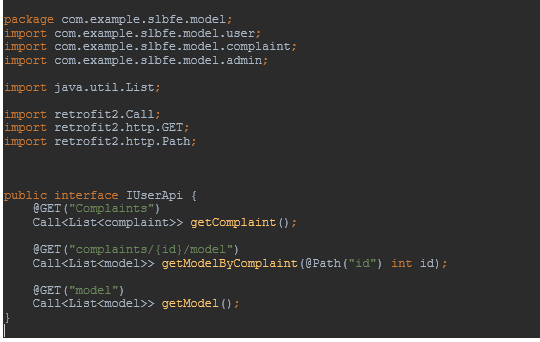 package com.example.slbfe.model;
import com.example.slbfe.model.user;
import com.example.slbfe.model.complaint;
import com.example.slbfe.model.admin;
import java.util.List;
import retrofit2.Call;
import retrofit2.http.GET;
import retrofit2.http.Path;
public interface IUserApi {
@GET("Complaints")
Call<List<complaint>> getComplaint();
@GET("complaints/{id}/model")
Call<List<model>> getModelByComplaint(@Path("id") int id);
@GET("model")
Call<List<model>> getModel();
}